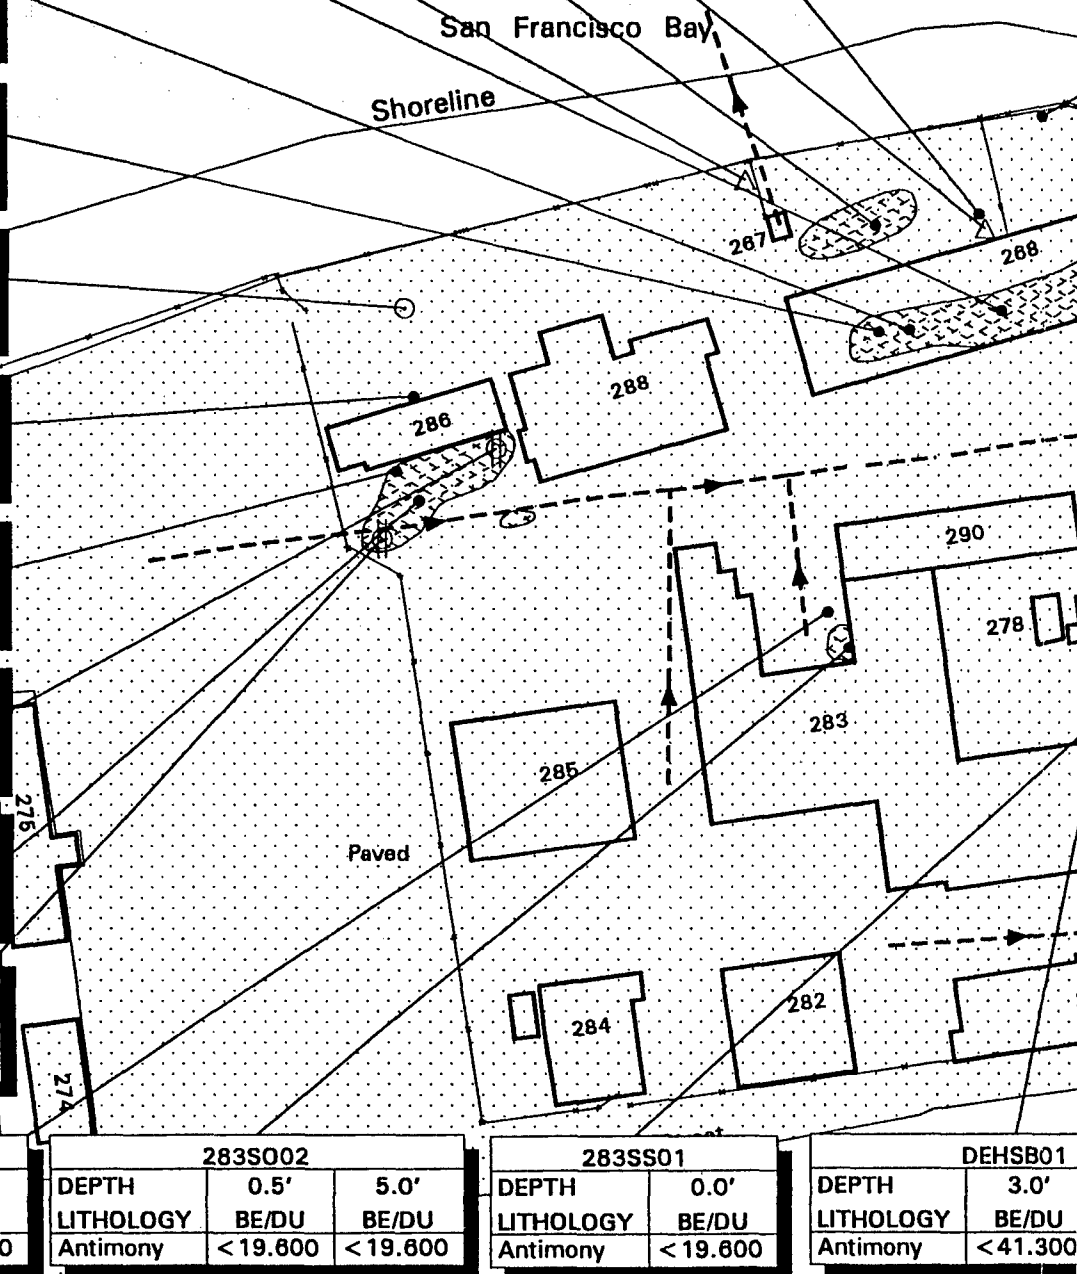 San Francisco Bay
Shoreline
267
268
288
286
290
278
283
285
275
Paved
284
282
274
283SO02
DEPTH 0.5' 5.0'
LITHOLOGY BE/DU BE/DU
Antimony <19.600 <19.600
283SS01
DEPTH 0.0'
LITHOLOGY BE/DU
Antimony <19.600
DEHSB01
DEPTH 3.0'
LITHOLOGY BE/DU
Antimony <41.300
0